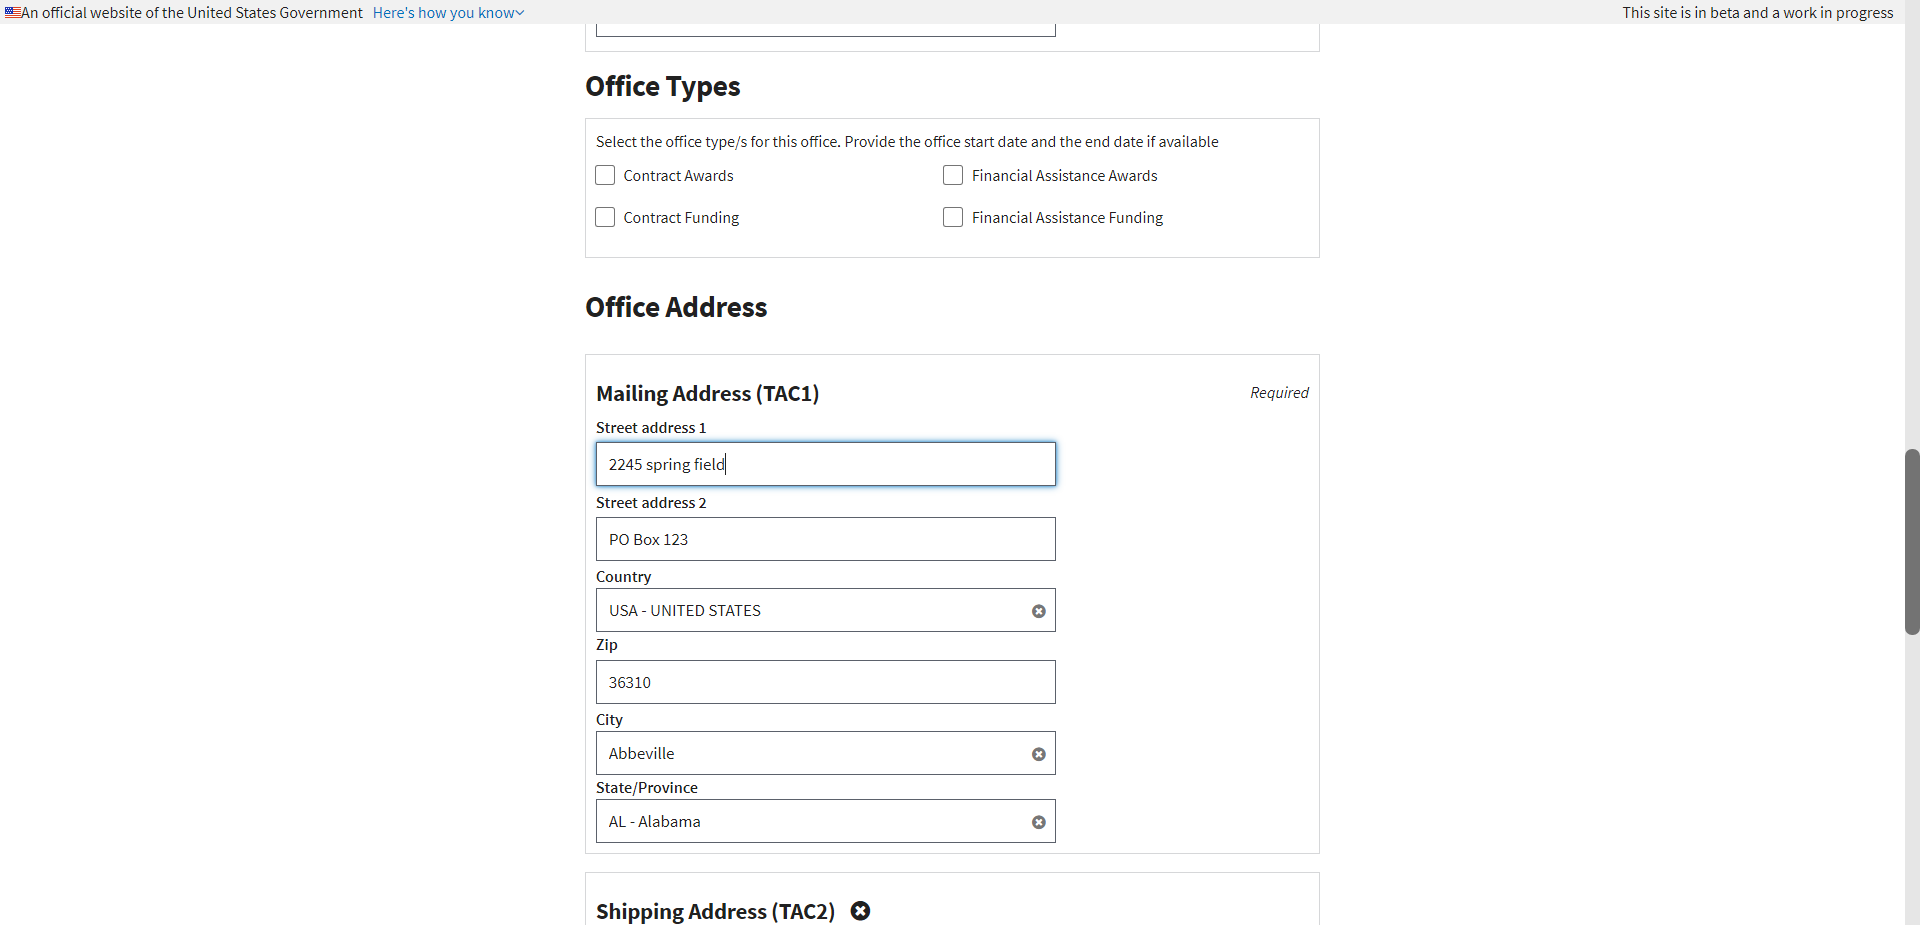 An official website of the United States Government Here's how you know
This site is in beta and a work in progress
Office Types
Select the office type/s for this office. Provide the office start date and the end date if available
Contract Awards
Financial Assistance Awards
Contract Funding
Financial Assistance Funding
Office Address
Mailing Address (TAC1)
Required
Street address 1
2245 spring field
Street address 2
PO Box 123
Country
USA - UNITED STATES
Zip
36310
City
Abbeville
State/Province
AL - Alabama
Shipping Address (TAC2)